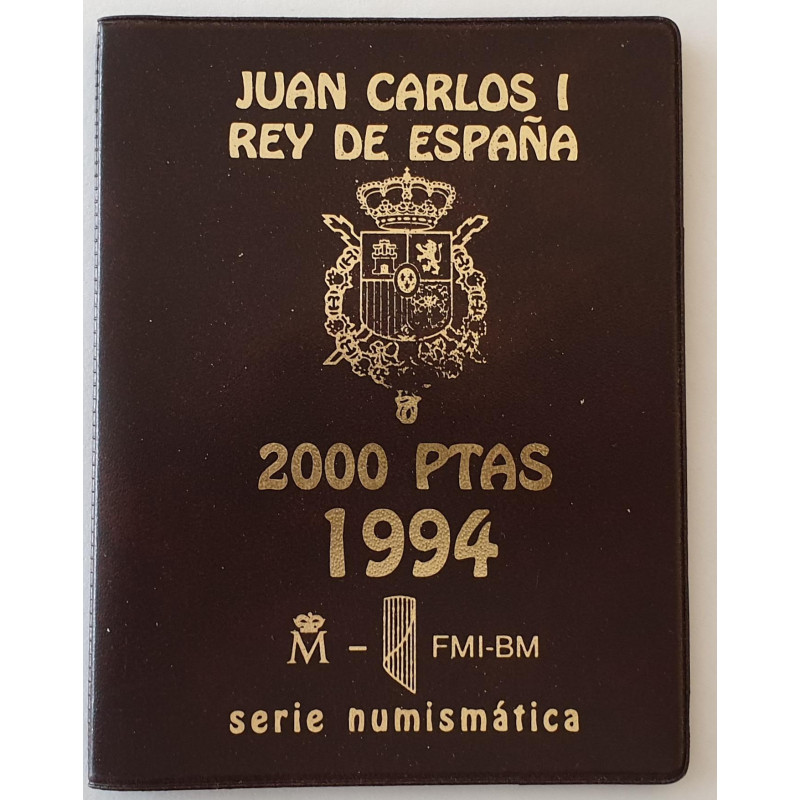 JUAN CARLOS I
REY DE ESPAÑA
2000 PTAS
1994
M - FMI-BM
serie numismática